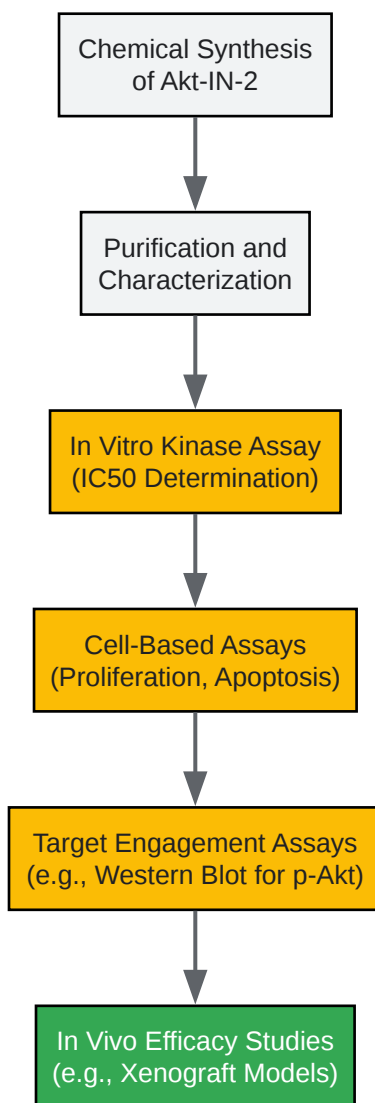 Chemical Synthesis
of Akt-IN-2
Purification and
Characterization
In Vitro Kinase Assay
(IC50 Determination)
Cell-Based Assays
(Proliferation, Apoptosis)
Target Engagement Assays
(e.g., Western Blot for p-Akt)
In Vivo Efficacy Studies
(e.g., Xenograft Models)